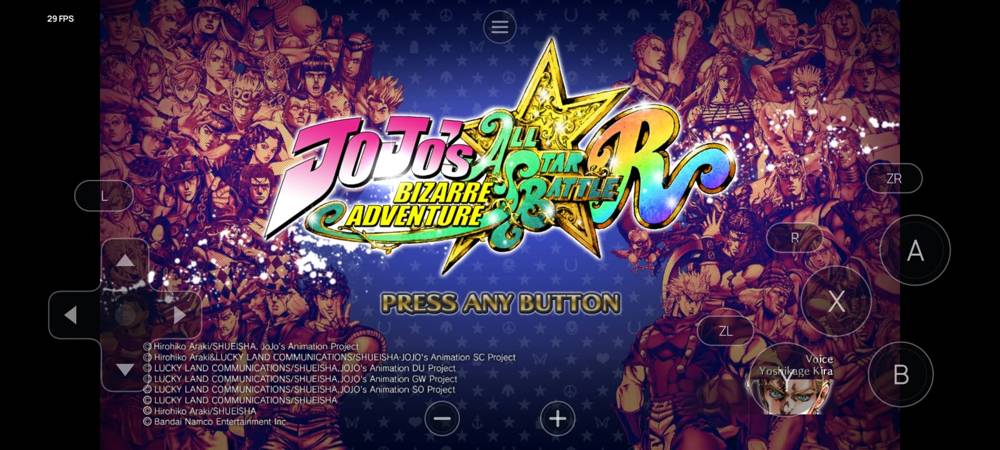 29 FPS
JoJo's
BIZARRE
ADVENTURE
ALL
STAR
BATTLE
R
L
ZR
R
A
X
ZL
Y
B
PRESS ANY BUTTON
Voice
Yoshikage Kira
© Hirohiko Araki/SHUEISHA, JoJo's Animation Project
© Hirohiko Araki&LUCKY LAND COMMUNICATIONS/SHUEISHA·JOJO's Animation SC Project
© LUCKY LAND COMMUNICATIONS/SHUEISHA,JOJO's Animation DU Project
© LUCKY LAND COMMUNICATIONS/SHUEISHA,JOJO's Animation GW Project
© LUCKY LAND COMMUNICATIONS/SHUEISHA,JOJO's Animation SO Project
© LUCKY LAND COMMUNICATIONS/SHUEISHA
© Hirohiko Araki/SHUEISHA
© Bandai Namco Entertainment Inc.